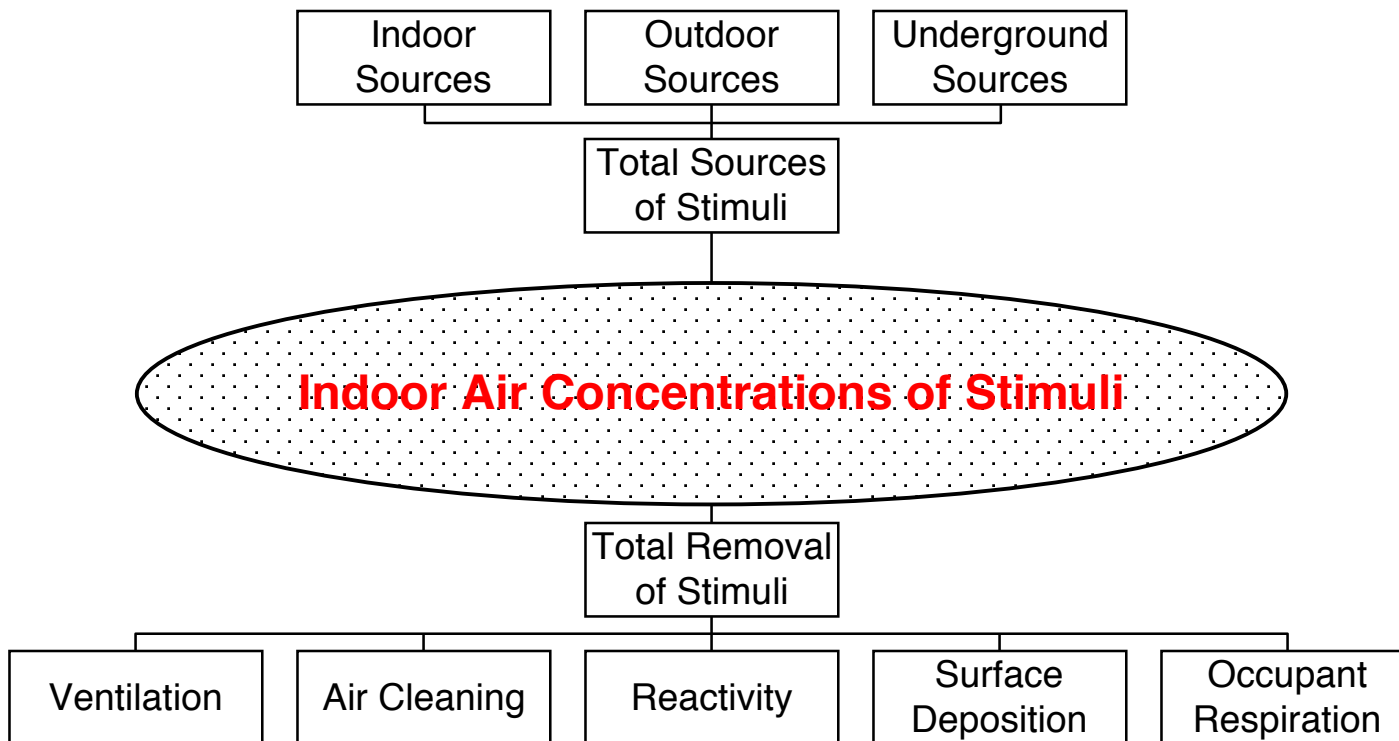 Indoor
Sources
Outdoor
Sources
Underground
Sources
Total Sources
of Stimuli
Indoor Air Concentrations of Stimuli
Total Removal
of Stimuli
Ventilation
Air Cleaning
Reactivity
Surface
Deposition
Occupant
Respiration